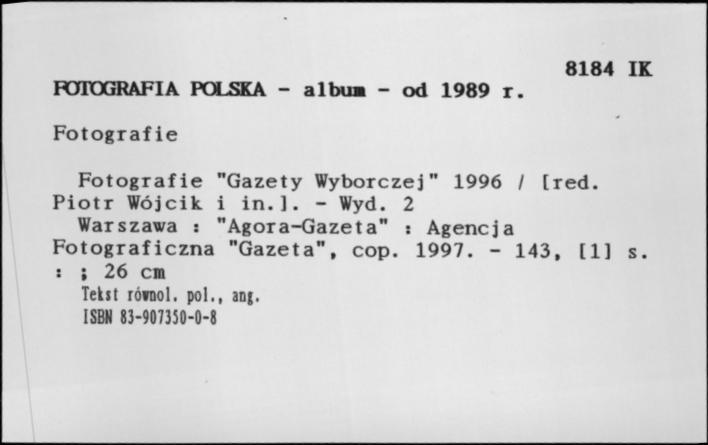 8184 IK
FOTOGRAFIA POLSKA - album - od 1989 r.
Fotografie
Fotografie "Gazety Wyborczej" 1996 / [red.
Piotr Wójcik i in.]. - Wyd. 2
Warszawa : "Agora-Gazeta" : Agencja
Fotograficzna "Gazeta", cop. 1997. - 143, [1] s.
: ; 26 cm
Tekst równol. pol., ang.
ISBN 83-907350-0-8